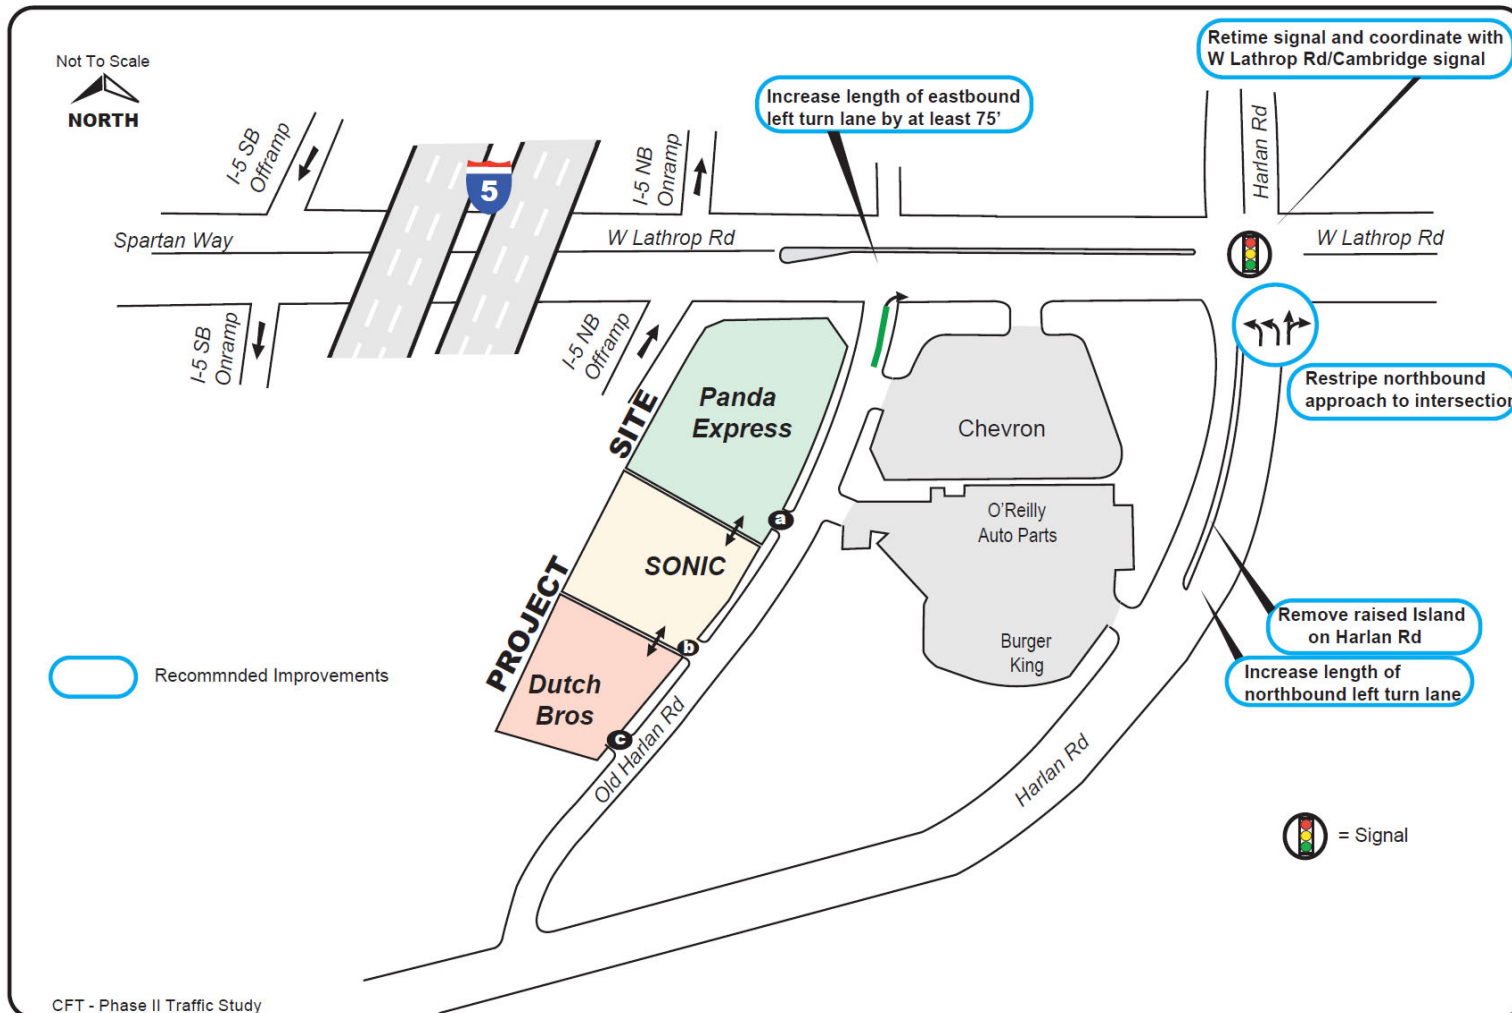 Not To Scale
NORTH
I-5 SB
Offramp
5
I-5 NB
Onramp
Increase length of eastbound
left turn lane by at least 75'
Retime signal and coordinate with
W Lathrop Rd/Cambridge signal
Harlan Rd
Spartan Way
W Lathrop Rd
W Lathrop Rd
I-5 SB
Onramp
I-5 NB
Offramp
Restripe northbound
approach to intersection
PROJECT SITE
Panda
Express
Chevron
a
SONIC
O'Reilly
Auto Parts
b
Dutch
Bros
Burger
King
c
Old Harlan Rd
Harlan Rd
Remove raised Island
on Harlan Rd
Increase length of
northbound left turn lane
Recommnded Improvements
= Signal
CFT - Phase II Traffic Study